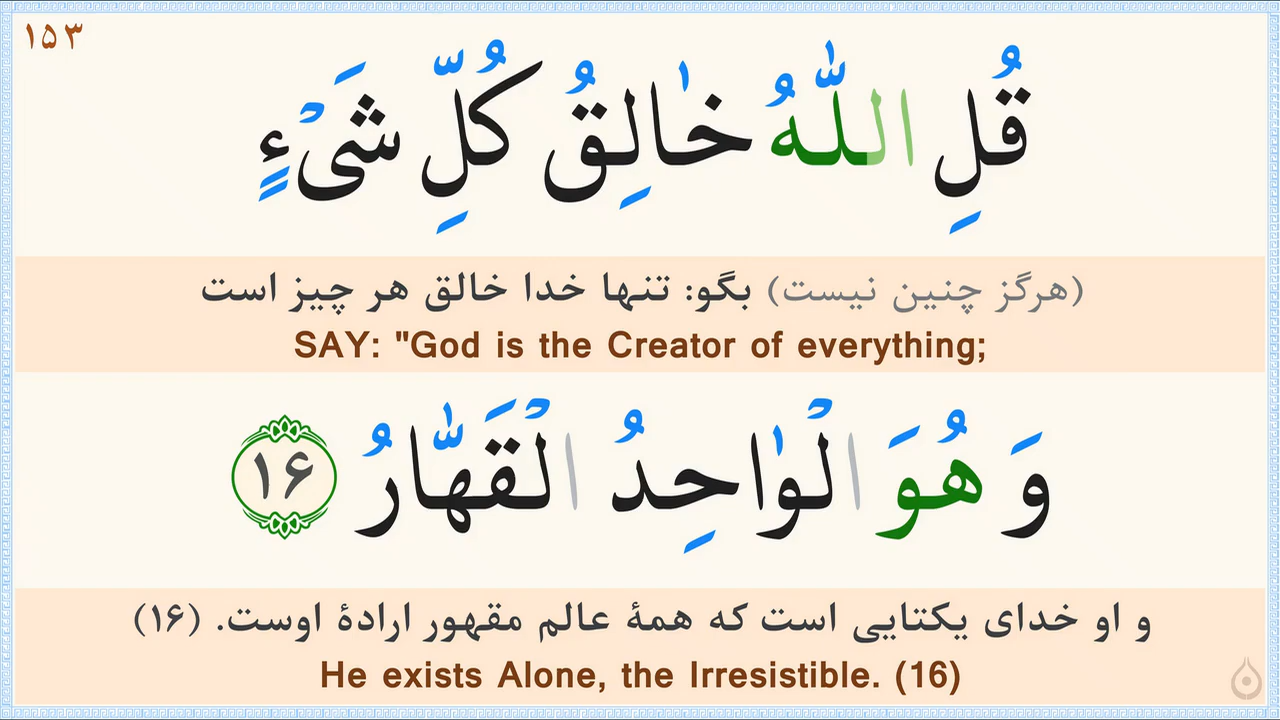 ۱۵۳
قُلِ اللّٰهُ خٰالِقُ كُلِّ شَیْءٍ
(هرگز چنین نیست) بگو: تنها خدا خالق هر چیز است
SAY: "God is the Creator of everything;
وَ هُوَ الْوٰاحِدُ الْقَهّٰارُ ۱۶
و او خدای یکتایی است که همهٔ عالم مقهور ارادهٔ اوست. (۱۶)
He exists Alone, the Irresistible. (16)